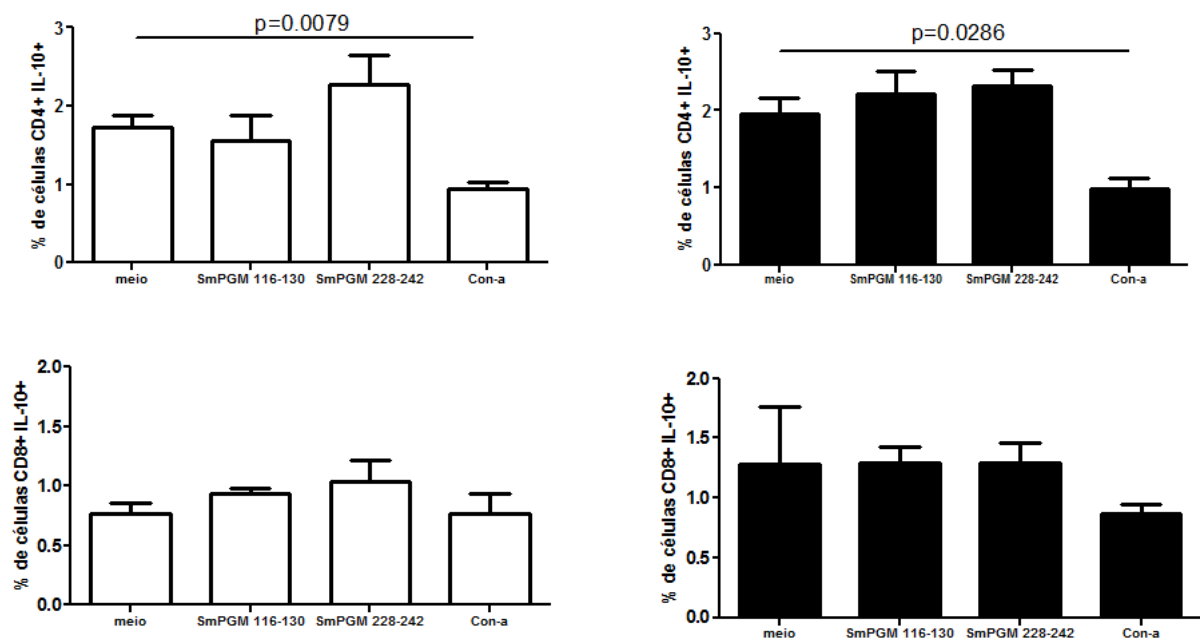 p=0.0079
% de células CD4+ IL-10+
3
2
1
0
meio SmPGM 116-130 SmPGM 228-242 Con-a
p=0.0286
% de células CD4+ IL-10+
3
2
1
0
meio SmPGM 116-130 SmPGM 228-242 Con-a
% de células CD8+ IL-10+
2.0
1.5
1.0
0.5
0.0
meio SmPGM 116-130 SmPGM 228-242 Con-a
% de células CD8+ IL-10+
2.0
1.5
1.0
0.5
0.0
meio SmPGM 116-130 SmPGM 228-242 Con-a